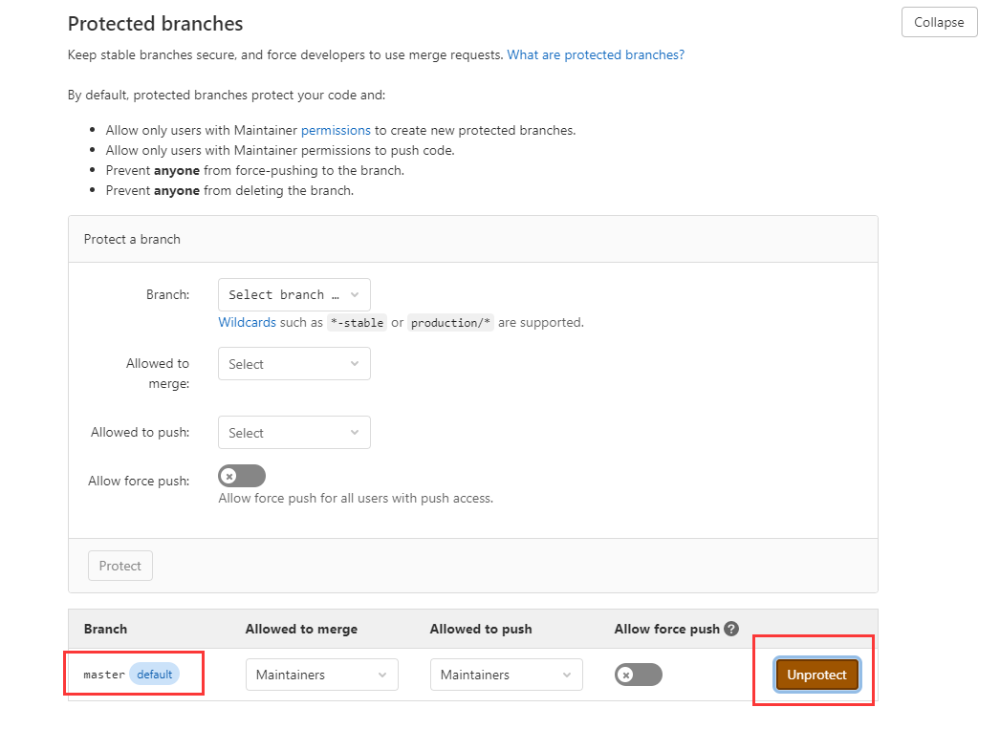 Protected branches
Collapse
Keep stable branches secure, and force developers to use merge requests. What are protected branches?
By default, protected branches protect your code and:
Allow only users with Maintainer permissions to create new protected branches.
Allow only users with Maintainer permissions to push code.
Prevent anyone from force-pushing to the branch.
Prevent anyone from deleting the branch.
Protect a branch
Branch: Select branch …
Wildcards such as *-stable or production/* are supported.
Allowed to
merge:
Select
Allowed to push: Select
Allow force push:
Allow force push for all users with push access.
Protect
Branch Allowed to merge Allowed to push Allow force push ?
master default Maintainers Maintainers Unprotect